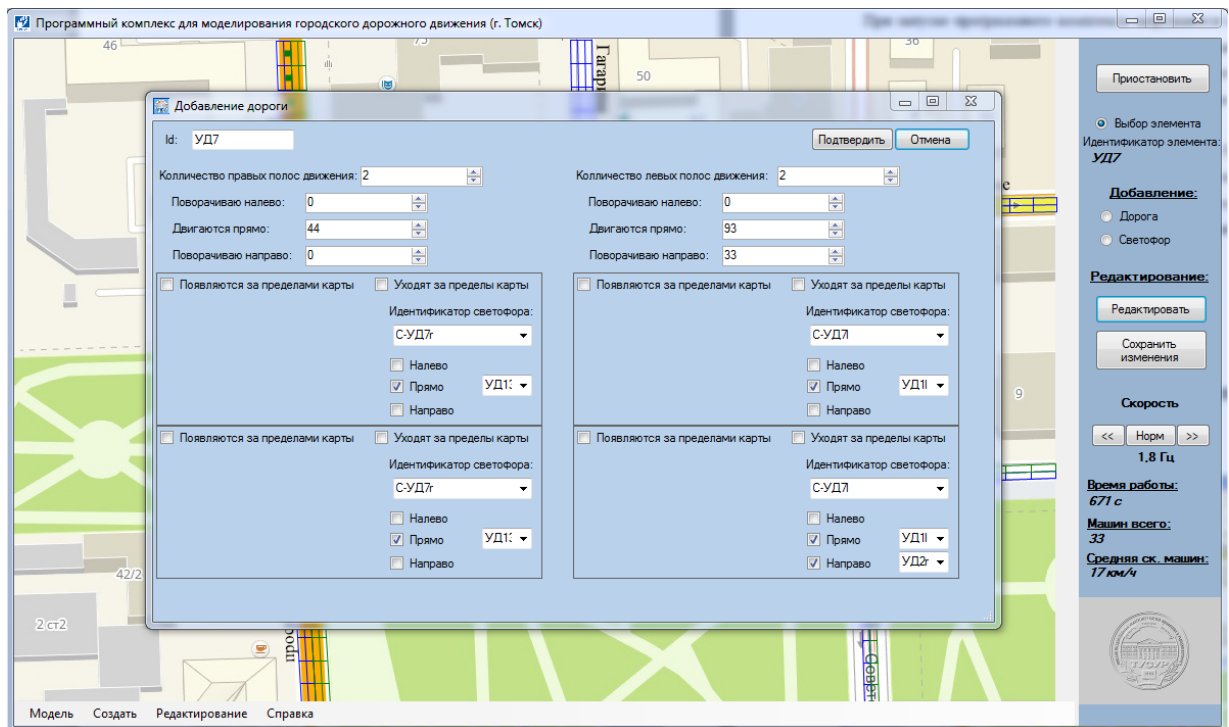 Программный комплекс для моделирования городского дорожного движения (г. Томск)
46
75
Гагари
50
36
Приостановить
Выбор элемента
Идентификатор элемента:
УД7
Добавление:
Дорога
Светофор
Редактирование:
Редактировать
Сохранить
изменения
Скорость
<< Норм >>
1,8 Гц
Время работы:
671 с
Машин всего:
33
Средняя ск. машин:
17 км/ч
ТУСУР
Добавление дороги
Id: УД7
Подтвердить Отмена
Колличество правых полос движения: 2
Поворачиваю налево: 0
Двигаются прямо: 44
Поворачиваю направо: 0
Колличество левых полос движения: 2
Поворачиваю налево: 0
Двигаются прямо: 93
Поворачиваю направо: 33
Появляются за пределами карты Уходят за пределы карты
Идентификатор светофора:
С-УД7r
Налево
Прямо УД13
Направо
Появляются за пределами карты Уходят за пределы карты
Идентификатор светофора:
С-УД7l
Налево
Прямо УД1l
Направо
Появляются за пределами карты Уходят за пределы карты
Идентификатор светофора:
С-УД7r
Налево
Прямо УД13
Направо
Появляются за пределами карты Уходят за пределы карты
Идентификатор светофора:
С-УД7l
Налево
Прямо УД1l
Направо УД2r
9
42/2
2 ст2
Советс
Модель Создать Редактирование Справка